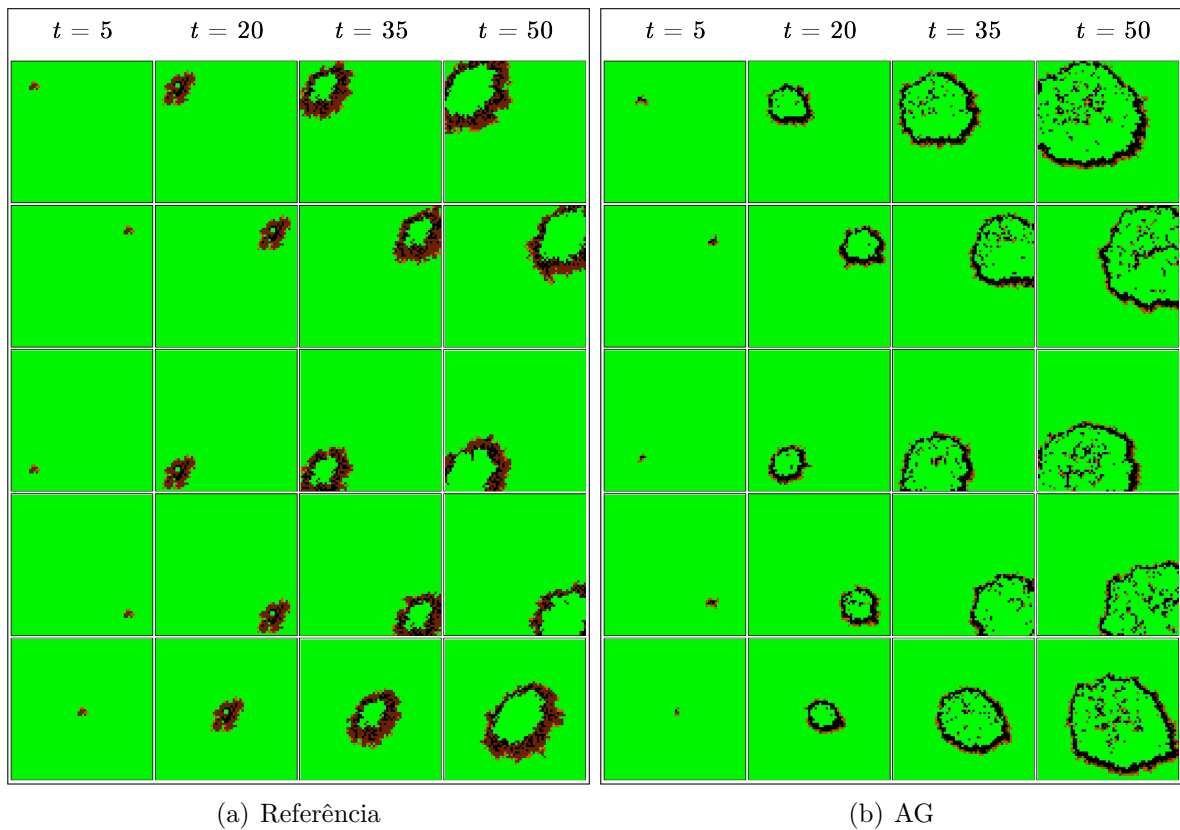 t = 5 t = 20 t = 35 t = 50
t = 5 t = 20 t = 35 t = 50
(a) Referência
(b) AG